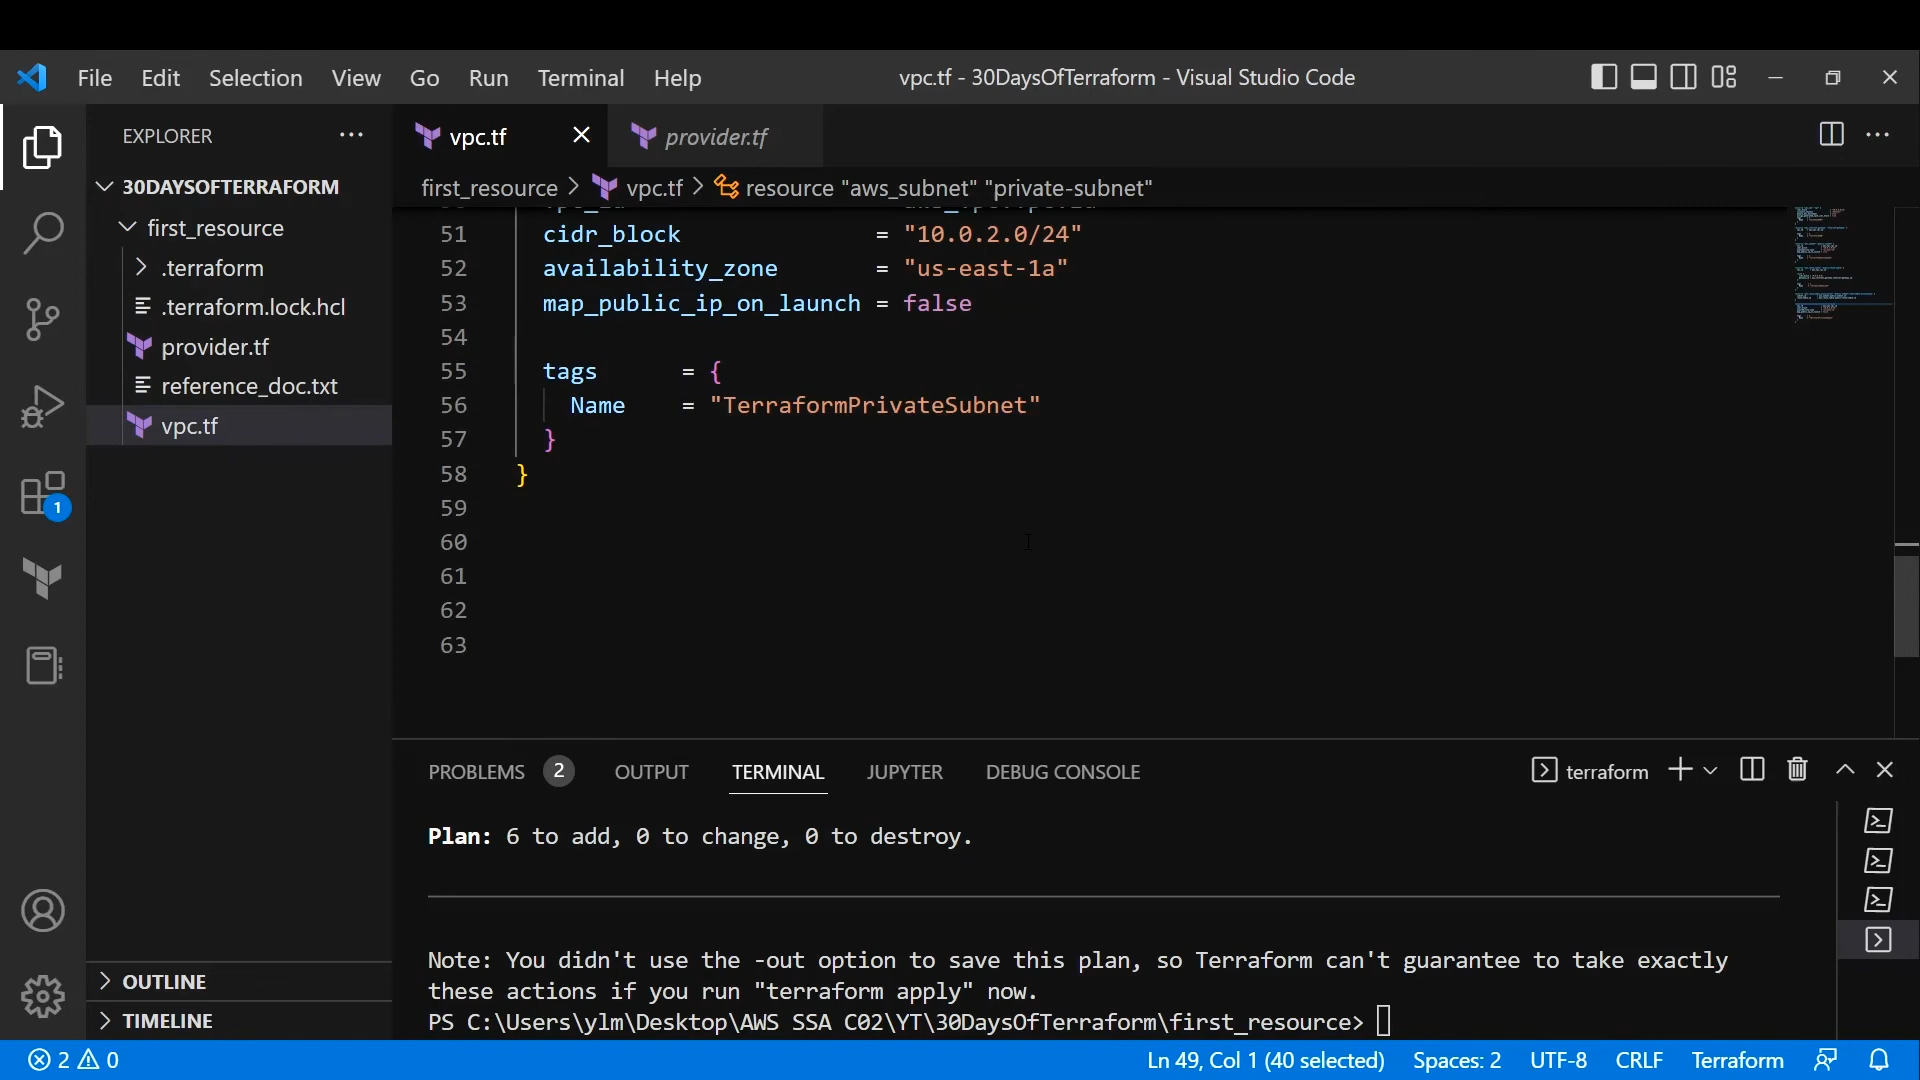 File Edit Selection View Go Run Terminal Help vpc.tf - 30DaysOfTerraform - Visual Studio Code
EXPLORER
vpc.tf provider.tf
30DAYSOFTERRAFORM
first_resource > vpc.tf > resource "aws_subnet" "private-subnet"
first_resource
.terraform
.terraform.lock.hcl
provider.tf
reference_doc.txt
vpc.tf
51 cidr_block = "10.0.2.0/24"
52 availability_zone = "us-east-1a"
53 map_public_ip_on_launch = false
54
55 tags = {
56 Name = "TerraformPrivateSubnet"
57 }
58 }
59
60
61
62
63
1
OUTLINE
TIMELINE
PROBLEMS 2 OUTPUT TERMINAL JUPYTER DEBUG CONSOLE terraform
Plan: 6 to add, 0 to change, 0 to destroy.
Note: You didn't use the -out option to save this plan, so Terraform can't guarantee to take exactly
these actions if you run "terraform apply" now.
PS C:\Users\ylm\Desktop\AWS SSA C02\YT\30DaysOfTerraform\first_resource>
2 0 Ln 49, Col 1 (40 selected) Spaces: 2 UTF-8 CRLF Terraform